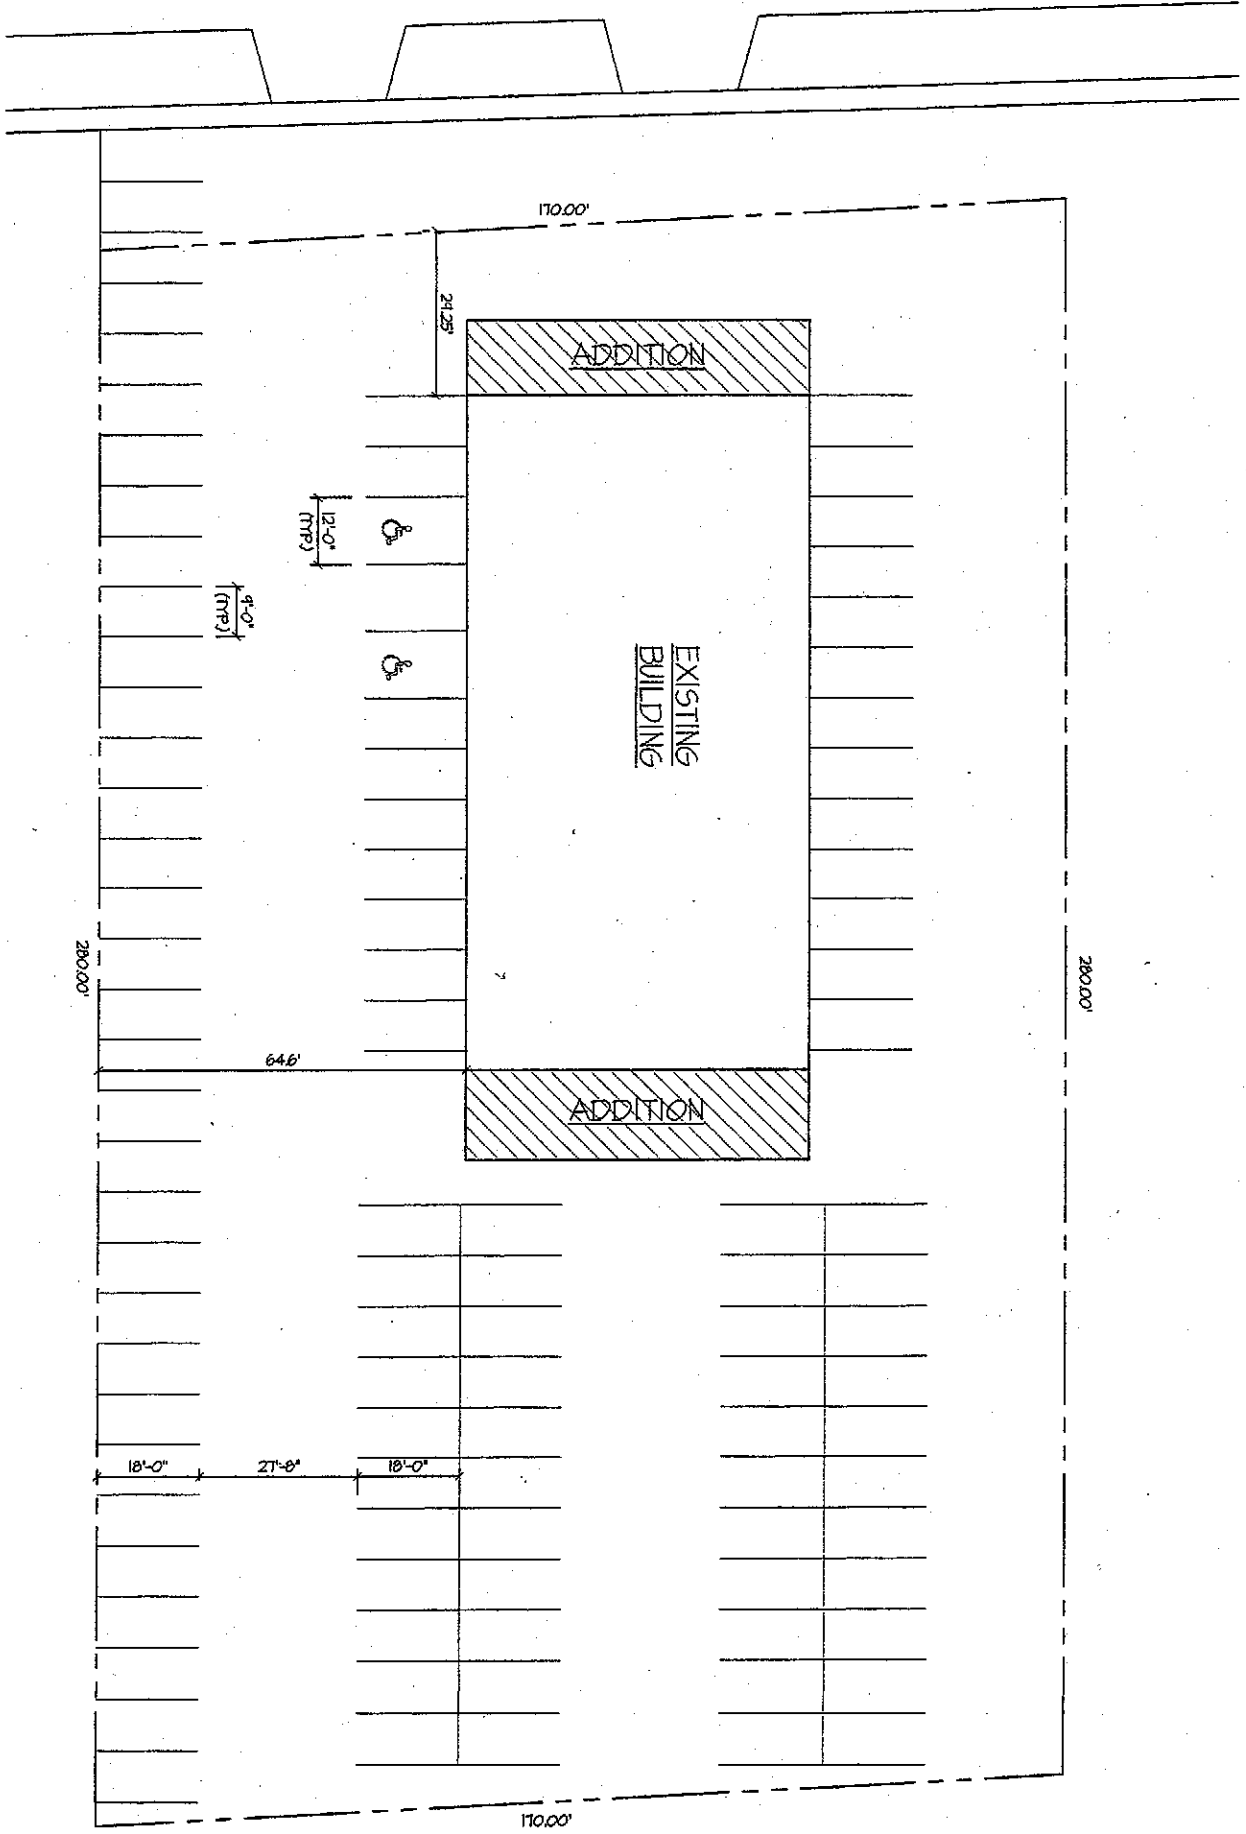 170.00'
29.25'
ADDITION
12'-0"
(TYP.)
9'-0"
(TYP.)
EXISTING
BUILDING
280.00'
280.00'
64.6'
ADDITION
18'-0"
27'-8"
18'-0"
170.00'